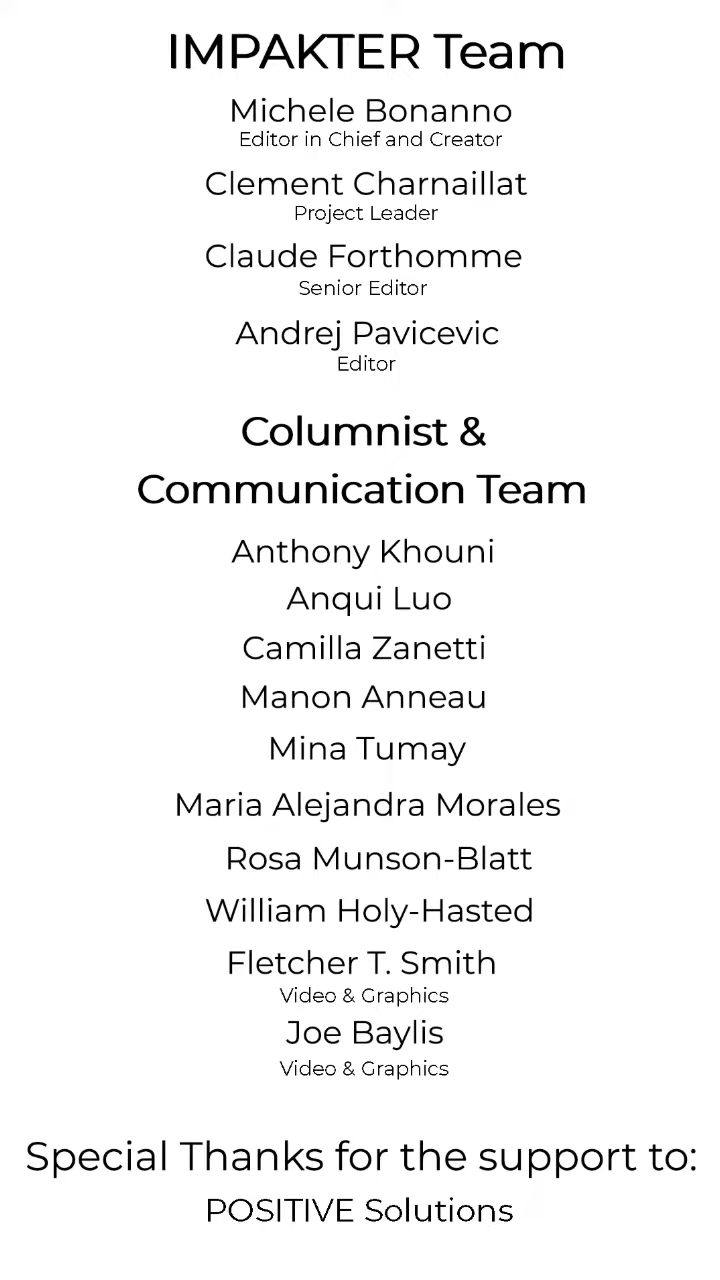 IMPAKTER Team
Michele Bonanno
Editor in Chief and Creator
Clement Charnaillat
Project Leader
Claude Forthomme
Senior Editor
Andrej Pavicevic
Editor
Columnist &
Communication Team
Anthony Khouni
Anqui Luo
Camilla Zanetti
Manon Anneau
Mina Tumay
Maria Alejandra Morales
Rosa Munson-Blatt
William Holy-Hasted
Fletcher T. Smith
Video & Graphics
Joe Baylis
Video & Graphics
Special Thanks for the support to:
POSITIVE Solutions